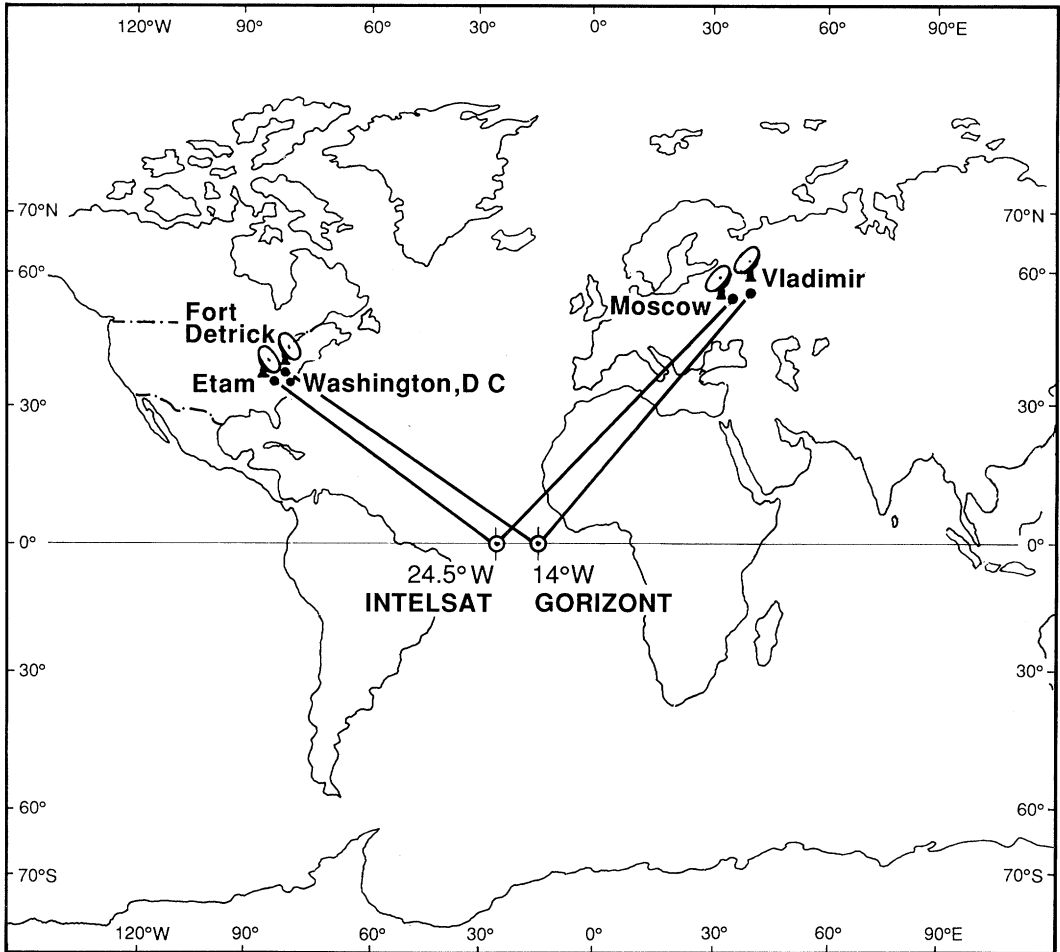 120°W 90° 60° 30° 0° 30° 60° 90°E
70°N 70°N
60° 60°
Vladimir
Fort
Detrick
Moscow
Etam
Washington,D C
30° 30°
0° 0°
24.5°W 14°W
INTELSAT GORIZONT
30° 30°
60° 60°
70°S 70°S
120°W 90° 60° 30° 0° 30° 60° 90°E